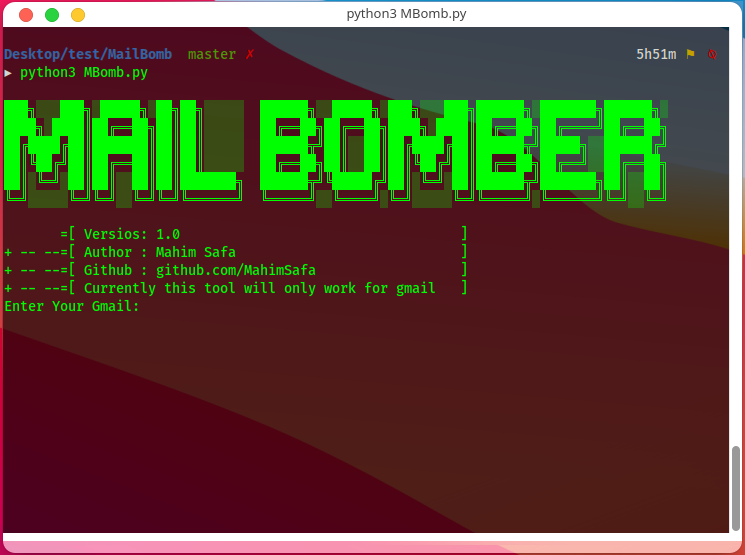 python3 MBomb.py
Desktop/test/MailBomb master ✗ 5h51m ⚑
▶ python3 MBomb.py
MAIL BOMBER
=[ Versios: 1.0 ]
+ -- --=[ Author : Mahim Safa ]
+ -- --=[ Github : github.com/MahimSafa ]
+ -- --=[ Currently this tool will only work for gmail ]
Enter Your Gmail: